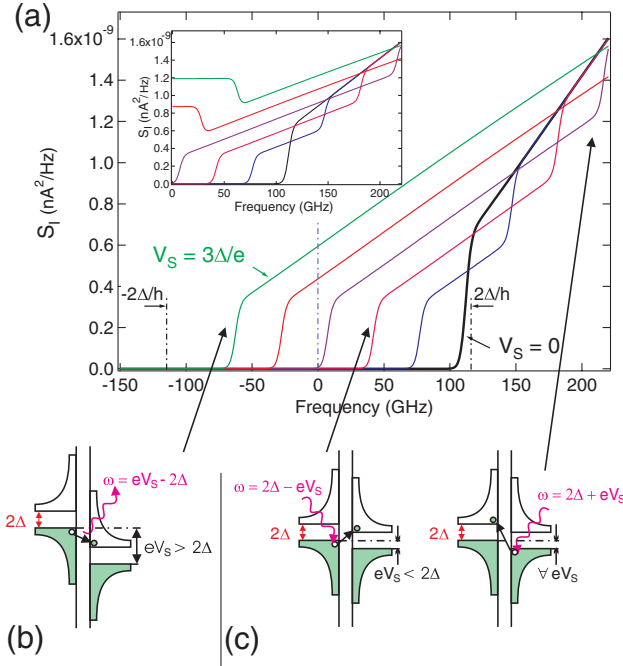 (a)
1.6x10⁻⁹
1.4
1.2
1.0
0.8
0.6
0.4
0.2
0.0
S_I (nA²/Hz)
-150
-100
-50
0
50
100
150
200
Frequency (GHz)
1.6x10⁻⁹
1.4
1.2
1.0
0.8
0.6
0.4
0.2
0.0
S_I (nA²/Hz)
0
50
100
150
200
Frequency (GHz)
V_S = 3Δ/e
-2Δ/h
2Δ/h
V_S = 0
ω = eV_S - 2Δ
2Δ
eV_S > 2Δ
(b)
ω = 2Δ – eV_S
2Δ
eV_S < 2Δ
(c)
ω = 2Δ + eV_S
2Δ
∀ eV_S